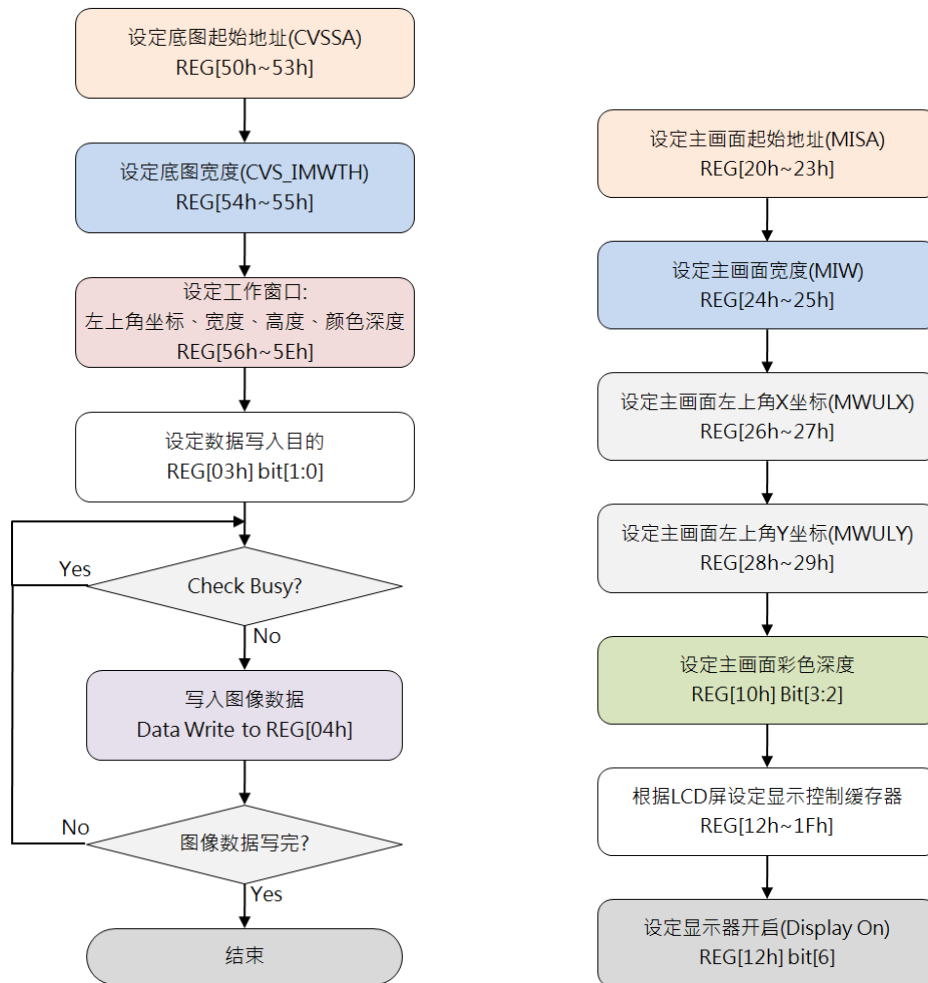 设定底图起始地址(CVSSA)
REG[50h~53h]
设定底图宽度(CVS_IMWTH)
REG[54h~55h]
设定工作窗口:
左上角坐标、宽度、高度、颜色深度
REG[56h~5Eh]
设定数据写入目的
REG[03h] bit[1:0]
Yes
Check Busy?
No
写入图像数据
Data Write to REG[04h]
No
图像数据写完?
Yes
结束
设定主画面起始地址(MISA)
REG[20h~23h]
设定主画面宽度(MIW)
REG[24h~25h]
设定主画面左上角X坐标(MWULX)
REG[26h~27h]
设定主画面左上角Y坐标(MWULY)
REG[28h~29h]
设定主画面彩色深度
REG[10h] Bit[3:2]
根据LCD屏设定显示控制缓存器
REG[12h~1Fh]
设定显示器开启(Display On)
REG[12h] bit[6]